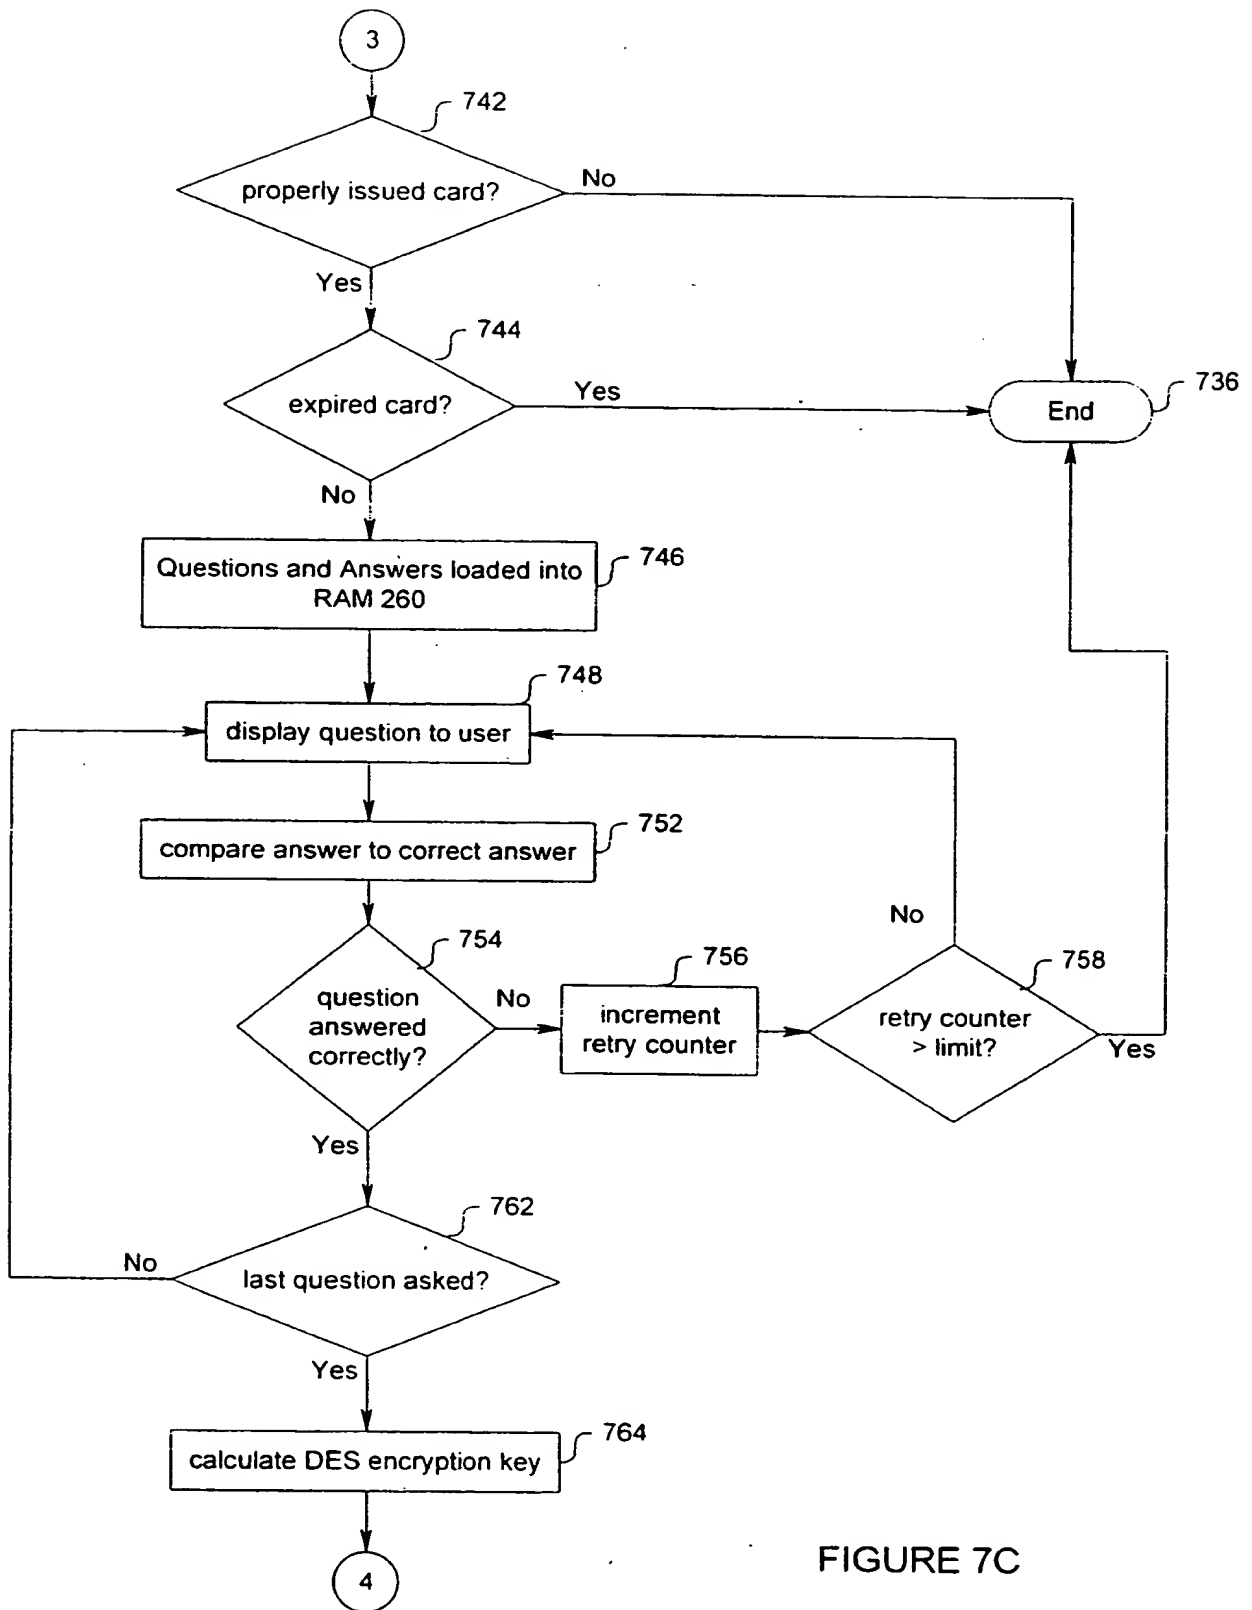 3
742
properly issued card?
No
Yes
744
expired card?
Yes
736
End
No
746
Questions and Answers loaded into
RAM 260
748
display question to user
752
compare answer to correct answer
No
754
756
758
question
answered
correctly?
No
increment
retry counter
retry counter
> limit?
Yes
Yes
762
No
last question asked?
Yes
764
calculate DES encryption key
4
FIGURE 7C